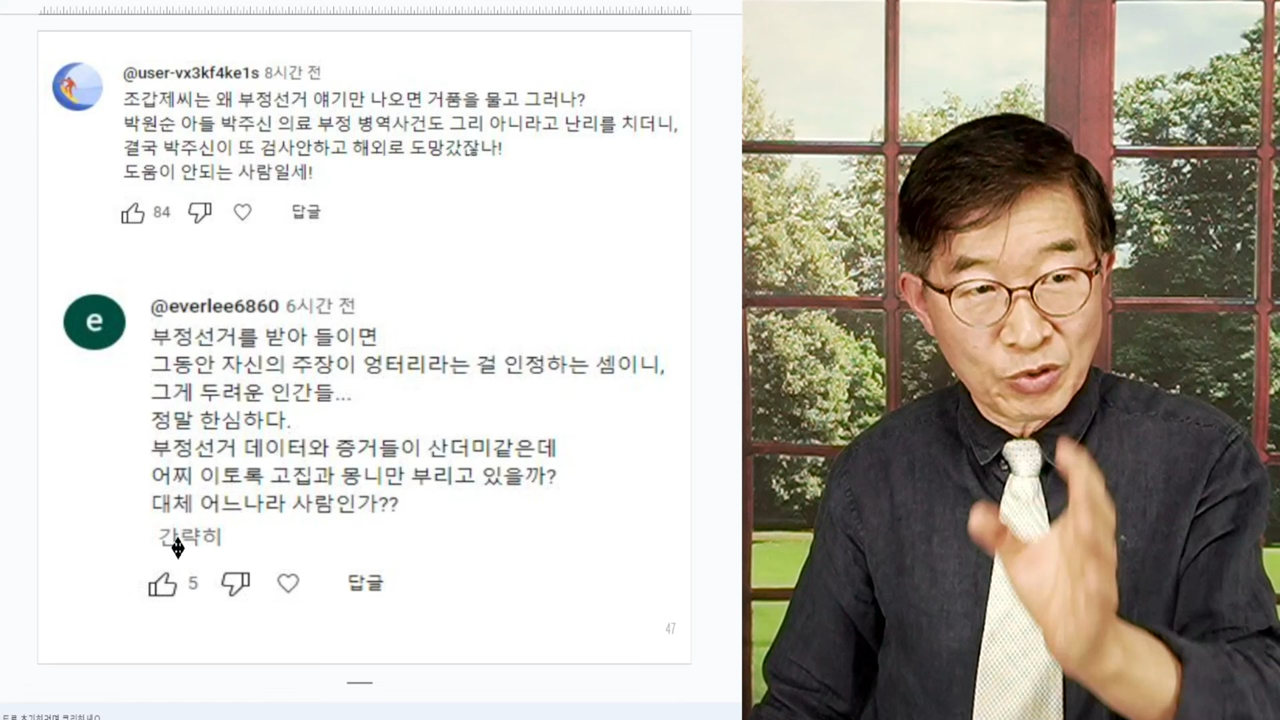 @user-vx3kf4ke1s 8시간 전
조갑제씨는 왜 부정선거 얘기만 나오면 거품을 물고 그러나?
박원순 아들 박주신 의료 부정 병역사건도 그리 아니라고 난리를 치더니,
결국 박주신이 또 검사안하고 해외로 도망갔잖나!
도움이 안되는 사람일세!
84 답글
e
@everlee6860 6시간 전
부정선거를 받아 들이면
그동안 자신의 주장이 엉터리라는 걸 인정하는 셈이니,
그게 두려운 인간들...
정말 한심하다.
부정선거 데이터와 증거들이 산더미같은데
어찌 이토록 고집과 몽니만 부리고 있을까?
대체 어느나라 사람인가??
간략히
5 답글
47